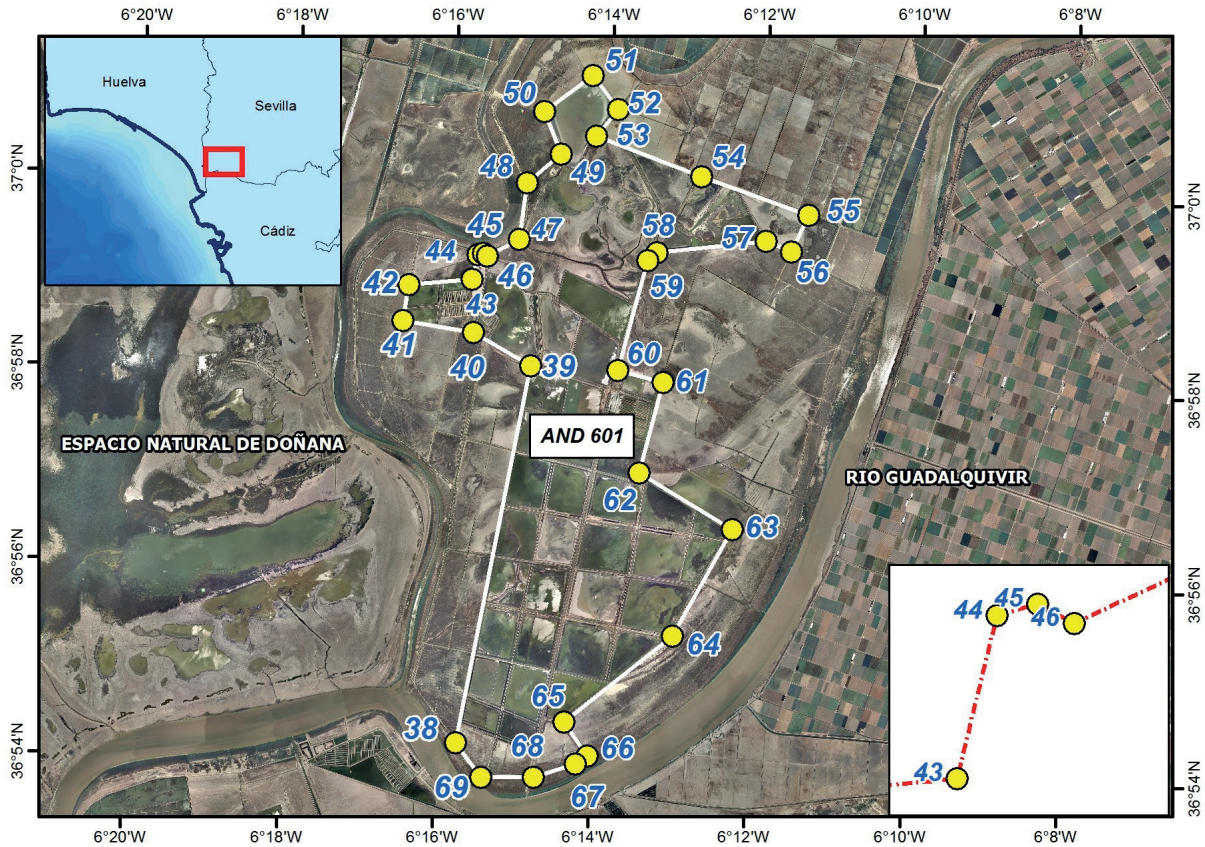 6°20'W
6°18'W
6°16'W
6°14'W
6°12'W
6°10'W
6°8'W
Huelva
Sevilla
Cádiz
37°0'N
36°58'N
36°56'N
36°54'N
37°0'N
36°58'N
36°56'N
36°54'N
51
50
52
53
54
48
49
55
45
47
58
57
44
46
56
42
43
59
41
60
40
39
61
AND 601
ESPACIO NATURAL DE DOÑANA
RIO GUADALQUIVIR
62
63
64
65
38
68
66
69
67
44
45
46
43
6°20'W
6°18'W
6°16'W
6°14'W
6°12'W
6°10'W
6°8'W